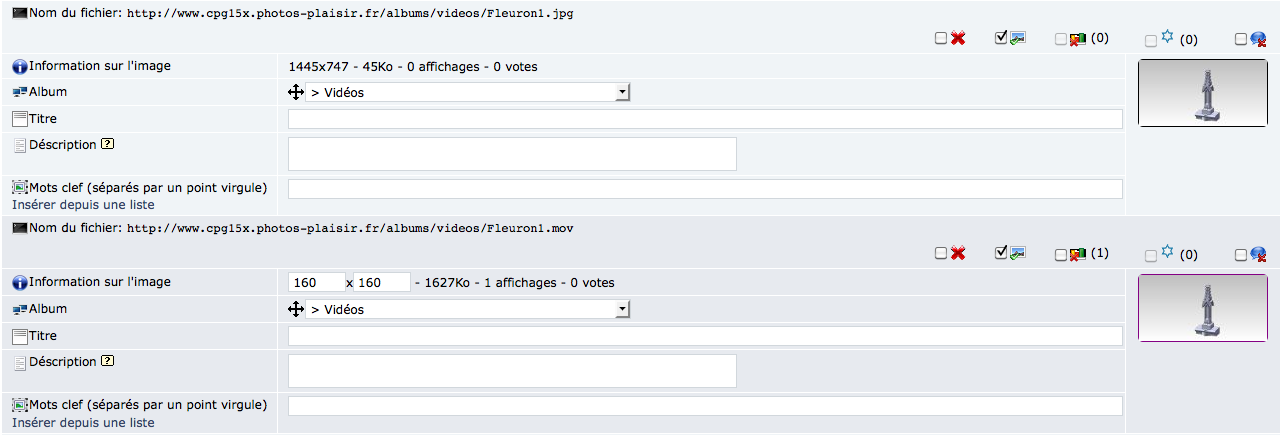 Nom du fichier: http://www.cpg15x.photos-plaisir.fr/albums/videos/Fleuron1.jpg
(0) (0)
Information sur l'image 1445x747 - 45Ko - 0 affichages - 0 votes
Album > Vidéos
Titre
Déscription ?
Mots clef (séparés par un point virgule)
Insérer depuis une liste
Nom du fichier: http://www.cpg15x.photos-plaisir.fr/albums/videos/Fleuron1.mov
(1) (0)
Information sur l'image 160 x 160 - 1627Ko - 1 affichages - 0 votes
Album > Vidéos
Titre
Déscription ?
Mots clef (séparés par un point virgule)
Insérer depuis une liste